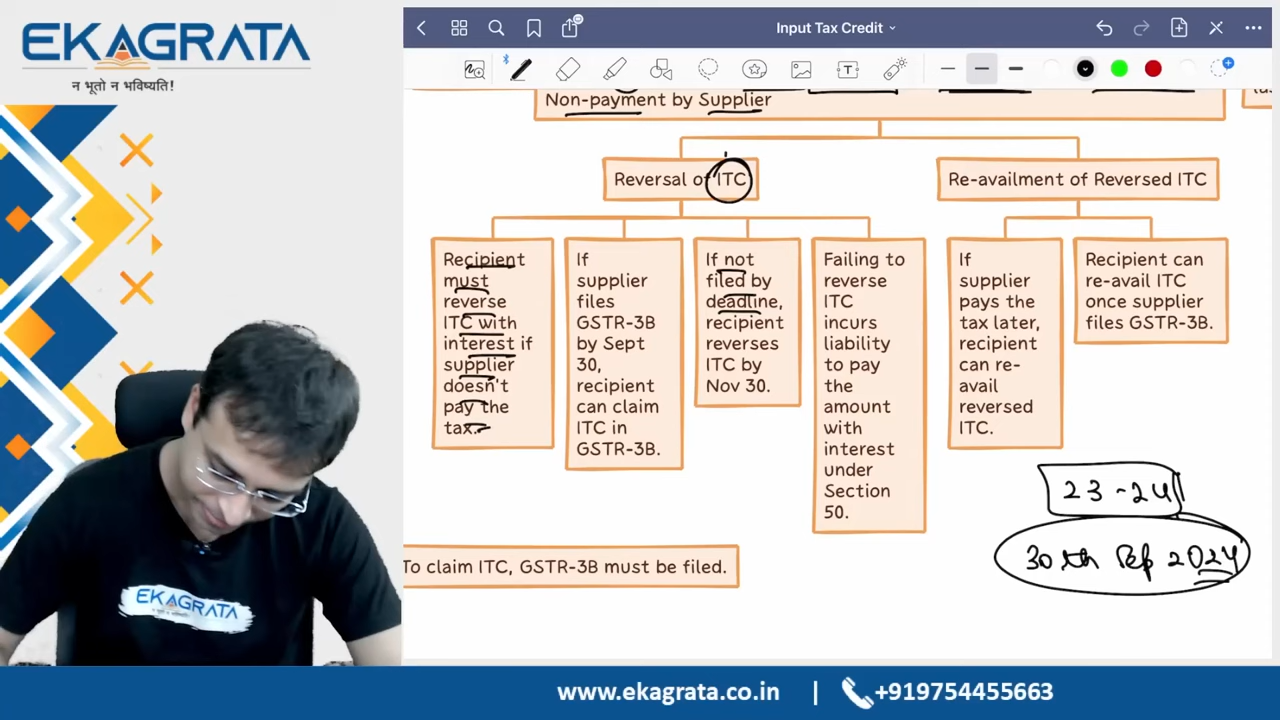 EKAGRATA
न भूतो न भविष्यति!
Input Tax Credit
Non-payment by Supplier
Reversal of ITC
Re-availment of Reversed ITC
Recipient
must
reverse
ITC with
interest if
supplier
doesn't
pay the
tax.
If
supplier
files
GSTR-3B
by Sept
30,
recipient
can claim
ITC in
GSTR-3B.
If not
filed by
deadline,
recipient
reverses
ITC by
Nov 30.
Failing to
reverse
ITC
incurs
liability
to pay
the
amount
with
interest
under
Section
50.
If
supplier
pays the
tax later,
recipient
can re-
avail
reversed
ITC.
Recipient can
re-avail ITC
once supplier
files GSTR-3B.
23-24
30th Sep 2024
To claim ITC, GSTR-3B must be filed.
EKAGRATA
www.ekagrata.co.in | +919754455663